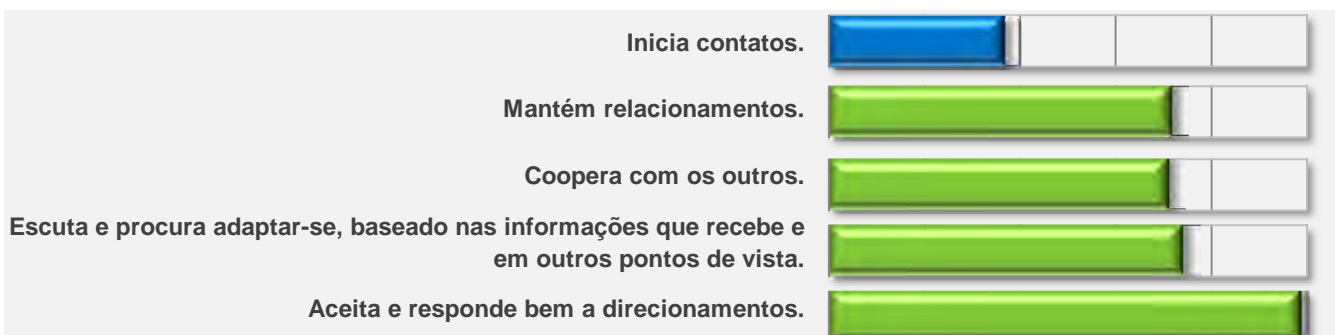 Inicia contatos.
Mantém relacionamentos.
Coopera com os outros.
Escuta e procura adaptar-se, baseado nas informações que recebe e
em outros pontos de vista.
Aceita e responde bem a direcionamentos.